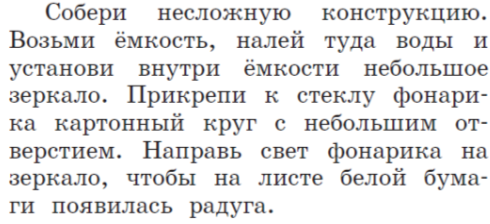 Собери несложную конструкцию.
Возьми ёмкость, налей туда воды и
установи внутри ёмкости небольшое
зеркало. Прикрепи к стеклу фонари-
ка картонный круг с небольшим от-
верстием. Направь свет фонарика на
зеркало, чтобы на листе белой бума-
ги появилась радуга.